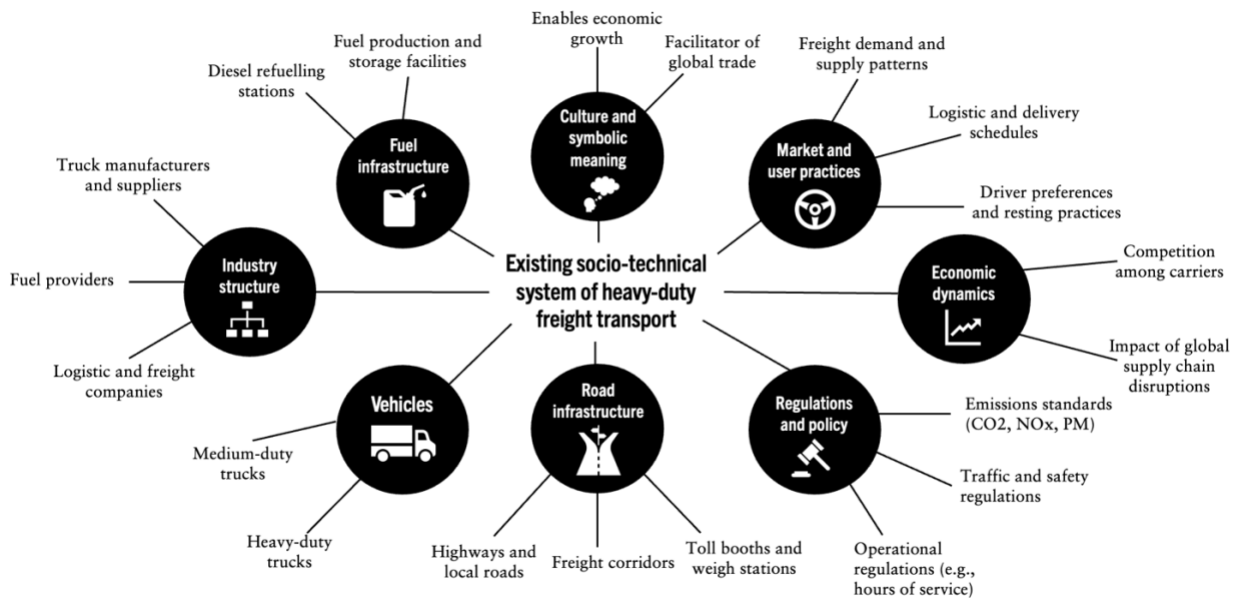 Enables economic
growth
Facilitator of
global trade
Culture and
symbolic
meaning
Fuel production and
storage facilities
Diesel refuelling
stations
Fuel
infrastructure
Freight demand and
supply patterns
Logistic and delivery
schedules
Driver preferences
and resting practices
Market and
user practices
Truck manufacturers
and suppliers
Fuel providers
Logistic and freight
companies
Industry
structure
Existing socio-technical
system of heavy-duty
freight transport
Economic
dynamics
Competition
among carriers
Impact of global
supply chain
disruptions
Vehicles
Medium-duty
trucks
Heavy-duty
trucks
Road
infrastructure
Highways and
local roads
Freight corridors
Toll booths and
weigh stations
Regulations
and policy
Emissions standards
(CO2, NOx, PM)
Traffic and safety
regulations
Operational
regulations (e.g.,
hours of service)